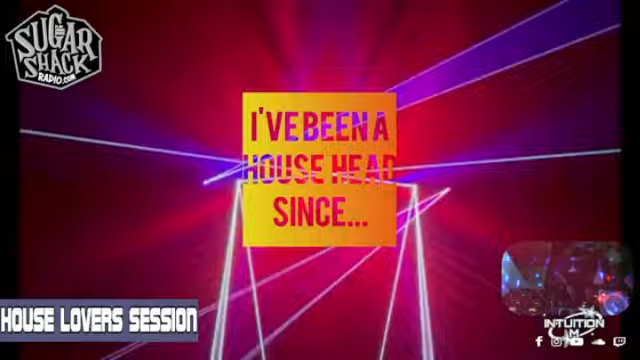 SUGAR
SHACK
RADIO.COM
I'VE BEEN A
HOUSE HEAD
SINCE...
HOUSE LOVERS SESSION
INTUITION